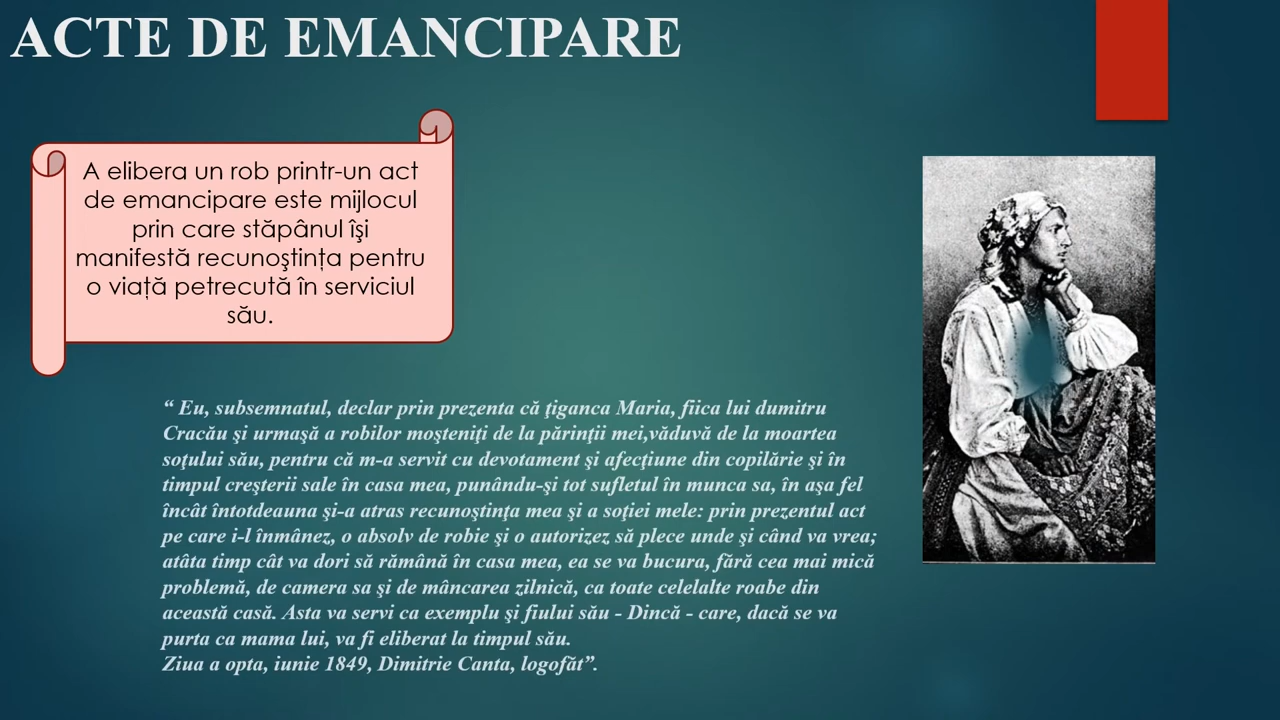 ACTE DE EMANCIPARE
A elibera un rob printr-un act
de emancipare este mijlocul
prin care stăpânul îşi
manifestă recunoştința pentru
o viață petrecută în serviciul
său.
“ Eu, subsemnatul, declar prin prezenta că ţiganca Maria, fiica lui dumitru
Cracău şi urmaşă a robilor moşteniţi de la părinţii mei,văduvă de la moartea
soţului său, pentru că m-a servit cu devotament şi afecţiune din copilărie şi în
timpul creşterii sale în casa mea, punându-şi tot sufletul în munca sa, în aşa fel
încât întotdeauna şi-a atras recunoştinţa mea şi a soţiei mele: prin prezentul act
pe care i-l înmânez, o absolv de robie şi o autorizez să plece unde şi când va vrea;
atâta timp cât va dori să rămână în casa mea, ea se va bucura, fără cea mai mică
problemă, de camera sa şi de mâncarea zilnică, ca toate celelalte roabe din
această casă. Asta va servi ca exemplu şi fiului său - Dincă - care, dacă se va
purta ca mama lui, va fi eliberat la timpul său.
Ziua a opta, iunie 1849, Dimitrie Canta, logofăt”.